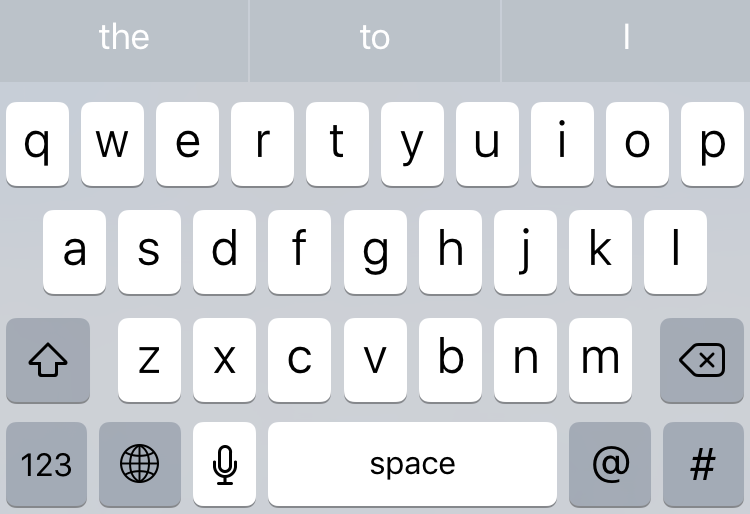 the to I
q w e r t y u i o p
a s d f g h j k l
z x c v b n m
123 space @ #